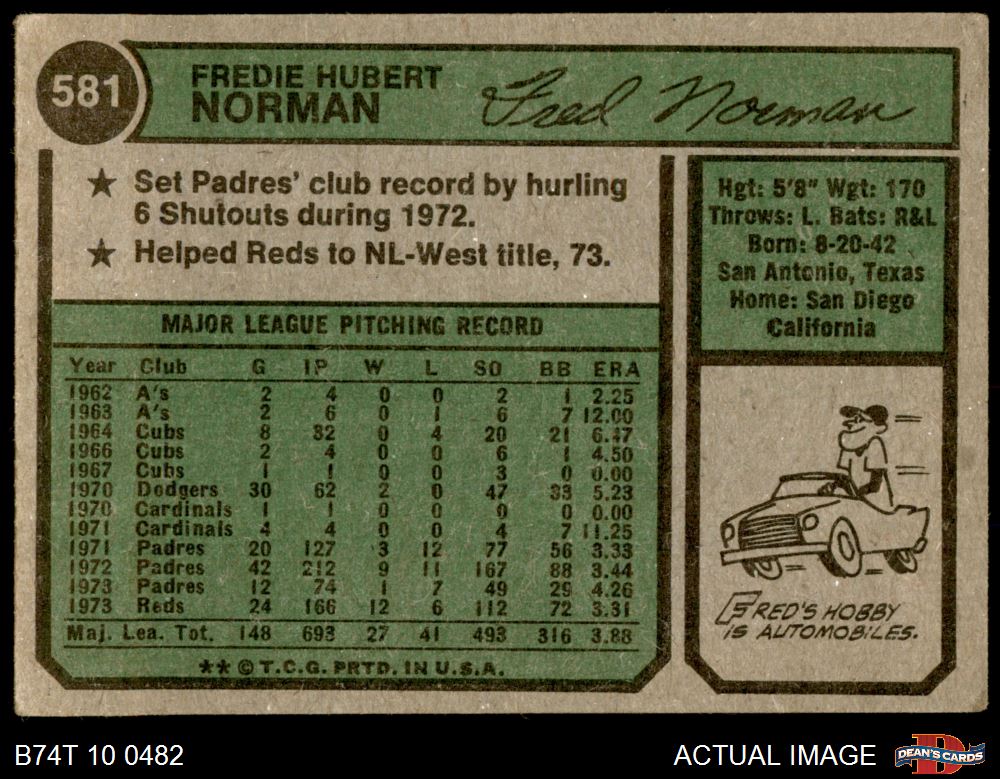 581
FREDIE HUBERT
NORMAN
Fred Norman
★ Set Padres' club record by hurling
6 Shutouts during 1972.
★ Helped Reds to NL-West title, 73.
Hgt: 5'8" Wgt: 170
Throws: L. Bats: R&L
Born: 8-20-42
San Antonio, Texas
Home: San Diego
California
MAJOR LEAGUE PITCHING RECORD
Year Club G IP W L SO BB ERA
1962 A's 2 4 0 0 2 1 2.25
1963 A's 2 6 0 1 6 7 12.00
1964 Cubs 8 32 0 4 20 21 6.47
1966 Cubs 2 4 0 0 6 1 4.50
1967 Cubs 1 1 0 0 3 0 0.00
1970 Dodgers 30 62 2 0 47 33 5.23
1970 Cardinals 1 1 0 0 0 0 0.00
1971 Cardinals 4 4 0 0 4 7 11.25
1971 Padres 20 127 3 12 77 56 3.33
1972 Padres 42 212 9 11 167 88 3.44
1973 Padres 12 74 1 7 49 29 4.26
1973 Reds 24 166 12 6 112 72 3.31
Maj. Lea. Tot. 148 693 27 41 493 316 3.88
★★ © T.C.G. PRTD. IN U.S.A.
FRED'S HOBBY
IS AUTOMOBILES.
B74T 10 0482
ACTUAL IMAGE
D
DEAN'S CARDS